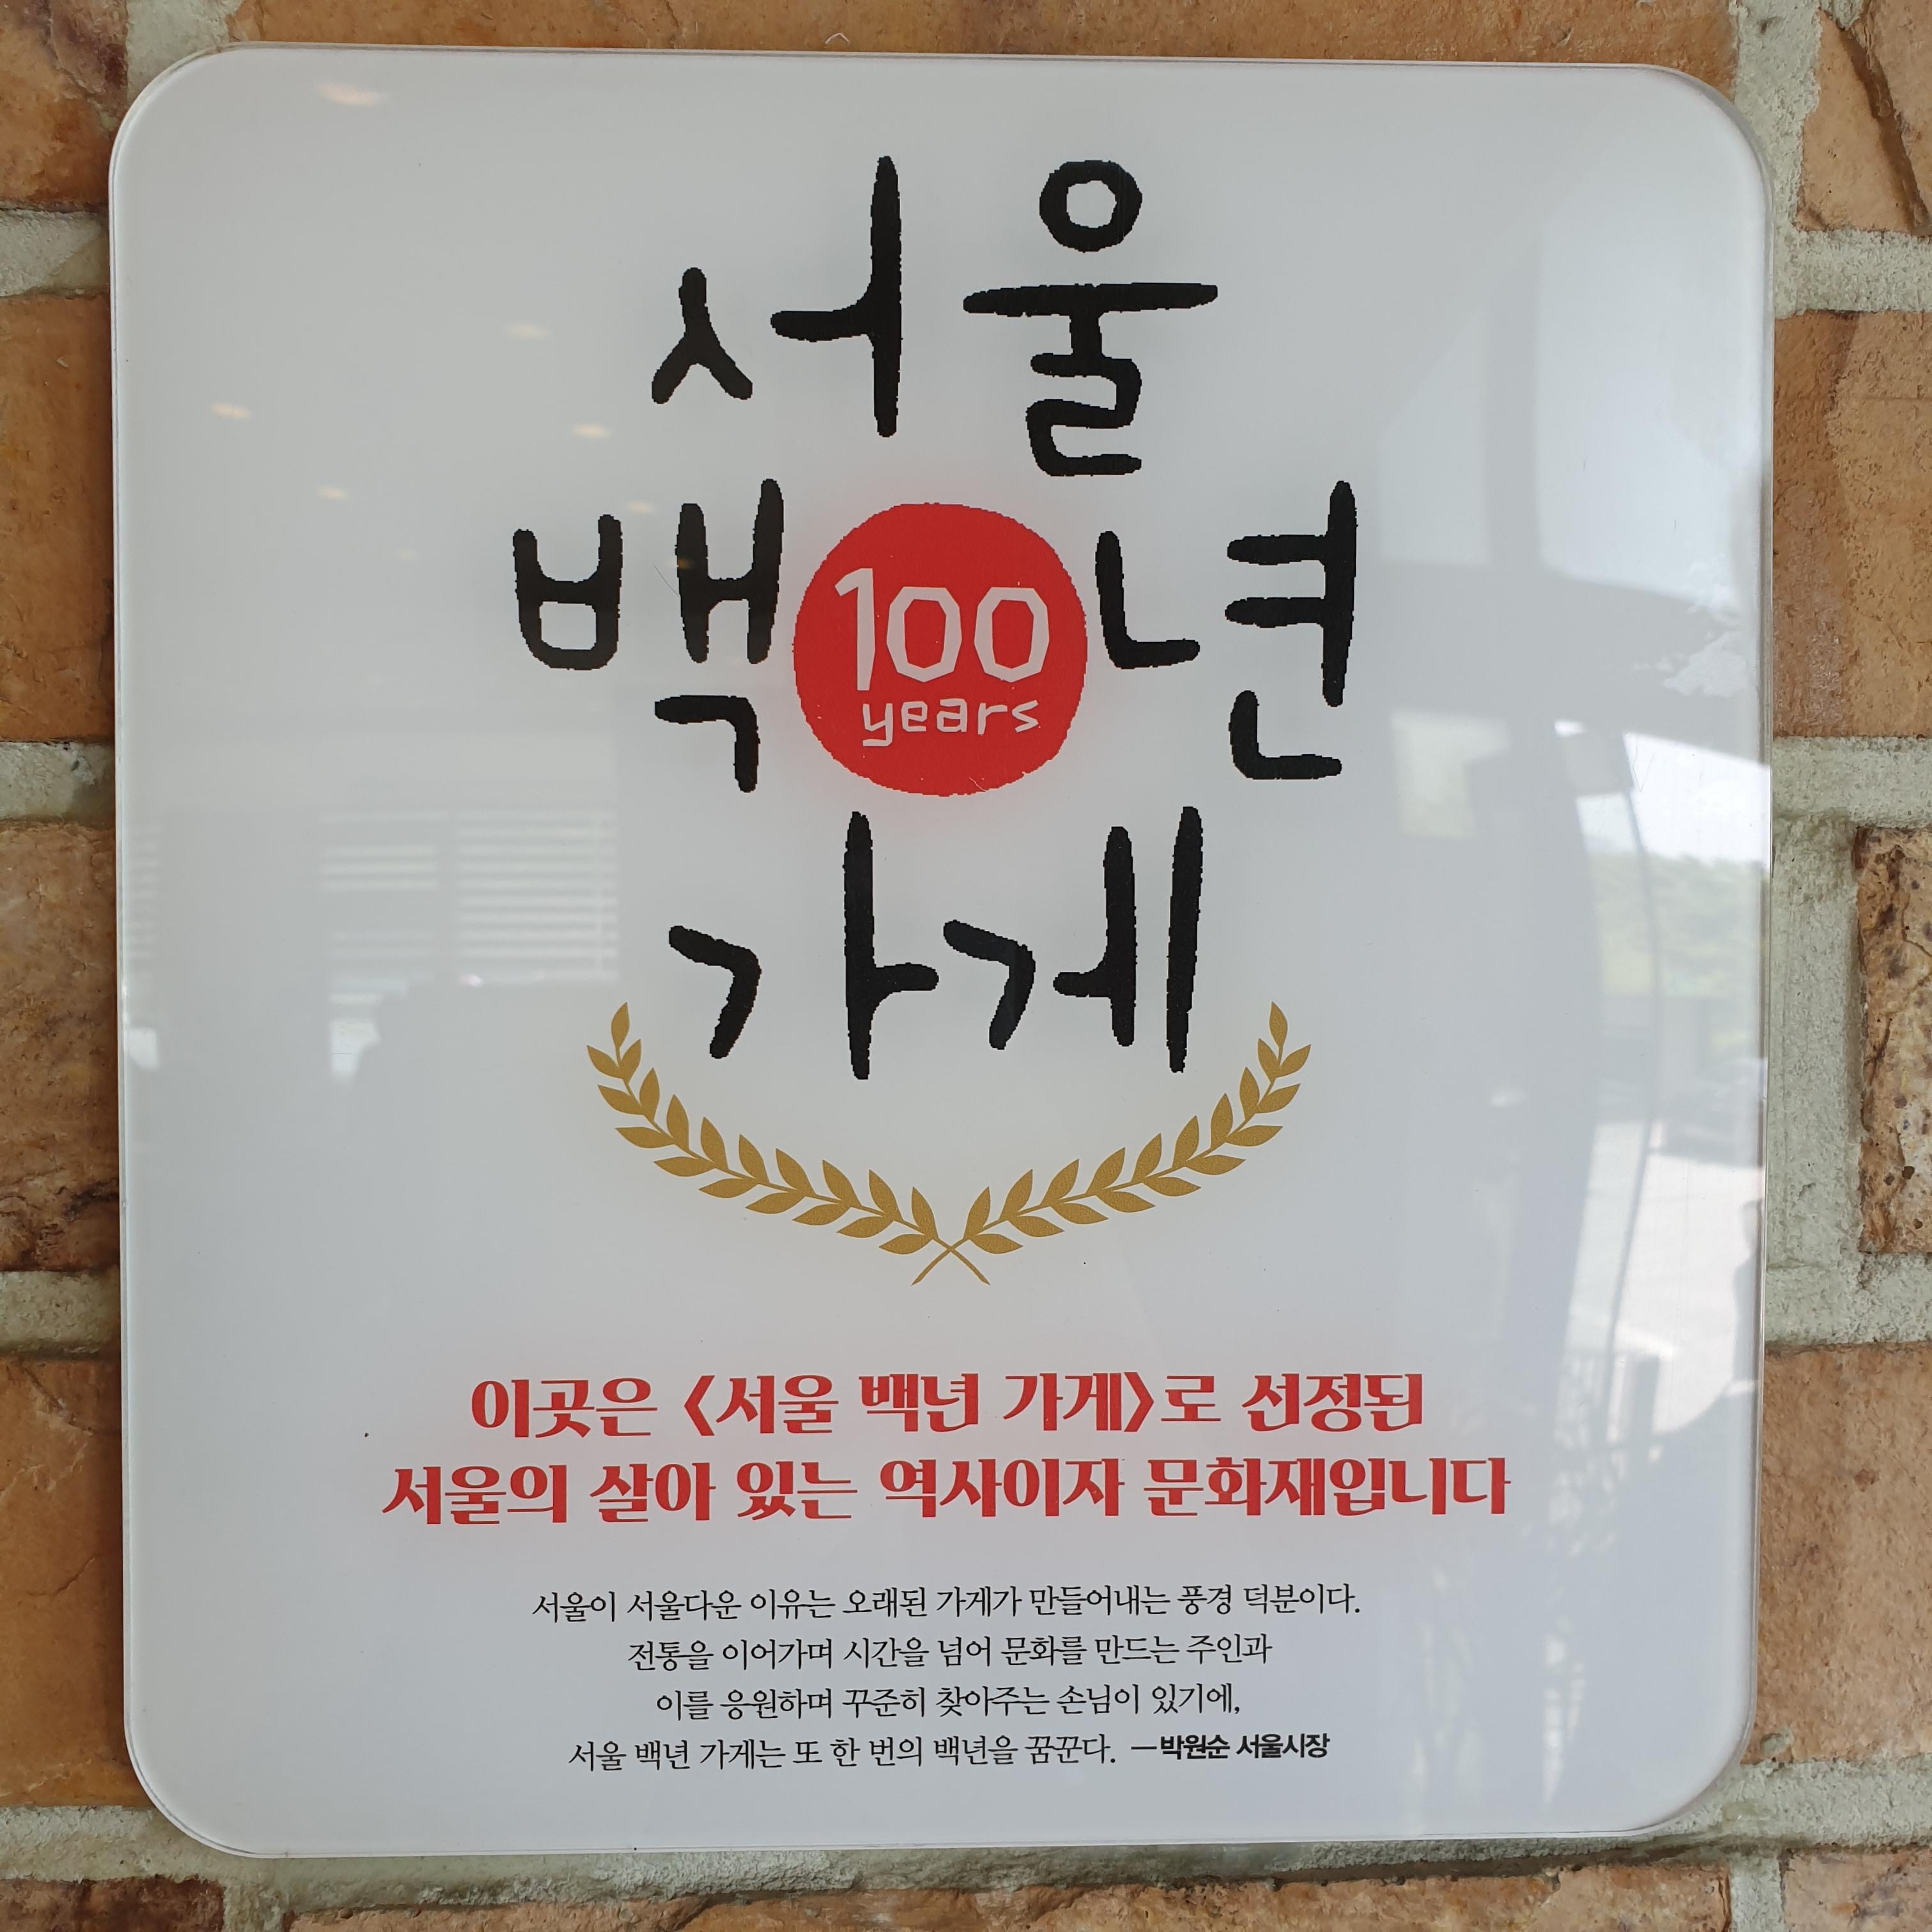 서울
백 100 년
years
가게
이곳은 〈서울 백년 가게〉로 선정된
서울의 살아 있는 역사이자 문화재입니다
서울이 서울다운 이유는 오래된 가게가 만들어내는 풍경 덕분이다.
전통을 이어가며 시간을 넘어 문화를 만드는 주인과
이를 응원하며 꾸준히 찾아주는 손님이 있기에,
서울 백년 가게는 또 한 번의 백년을 꿈꾼다. ―박원순 서울시장